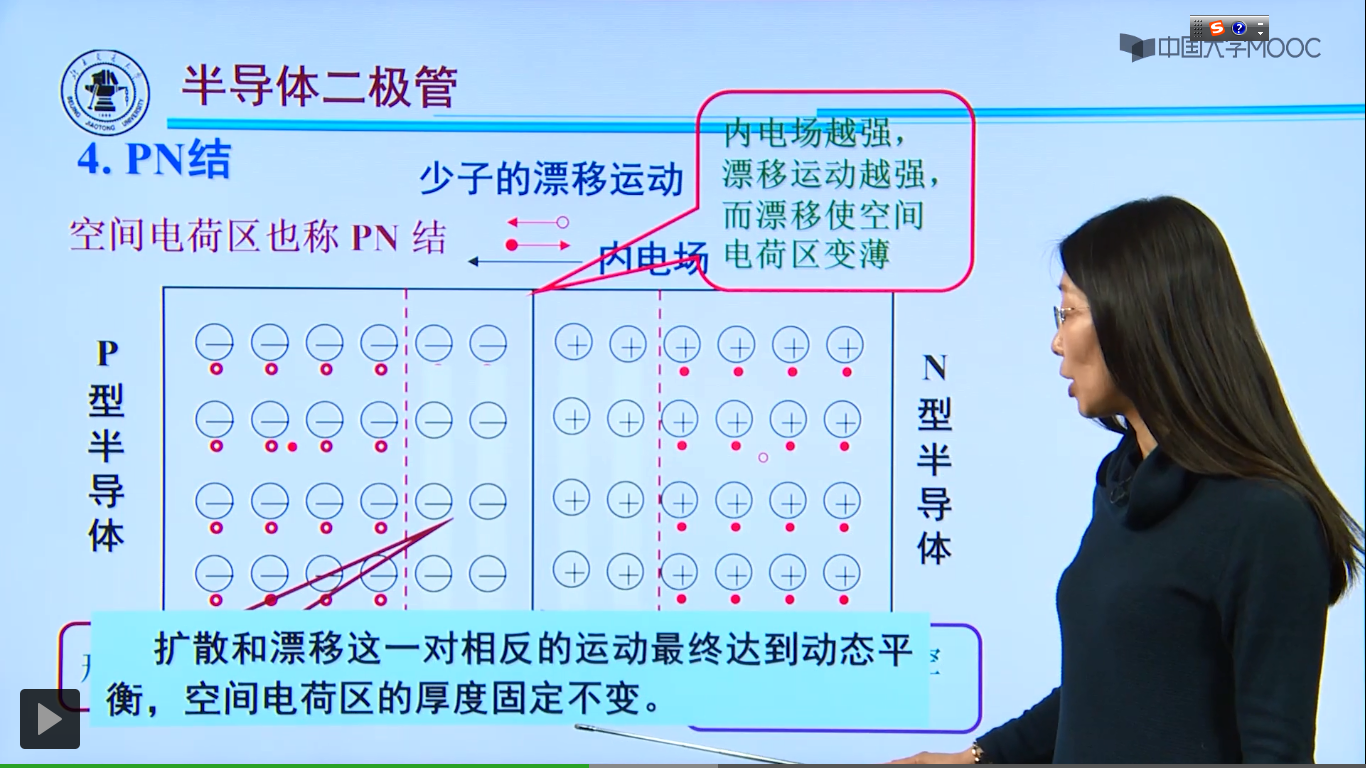 中国大学MOOC
半导体二极管
4. PN结
少子的漂移运动
内电场越强，
漂移运动越强，
而漂移使空间
电荷区变薄
空间电荷区也称 PN 结
内电场
P
型
半
导
体
N
型
半
导
体
扩散和漂移这一对相反的运动最终达到动态平
衡，空间电荷区的厚度固定不变。
BEIJING JIAOTONG UNIVERSITY